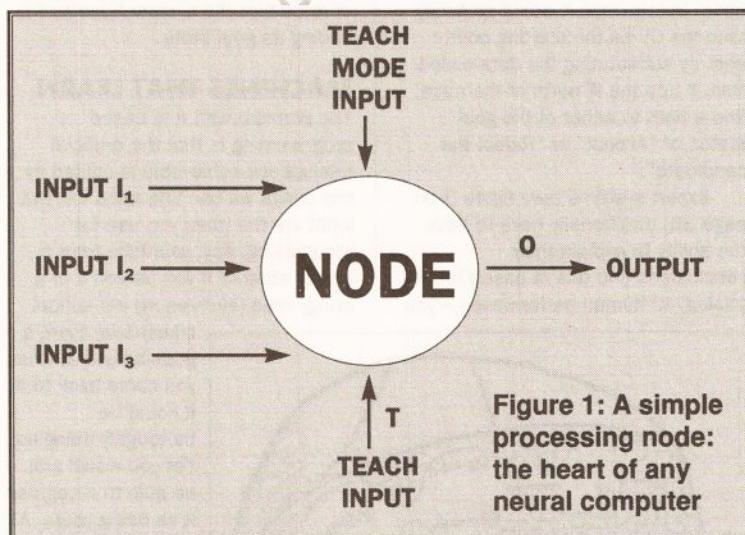 TEACH
MODE
INPUT
INPUT I₁
INPUT I₂
INPUT I₃
NODE
O
OUTPUT
T
TEACH
INPUT
Figure 1: A simple
processing node:
the heart of any
neural computer